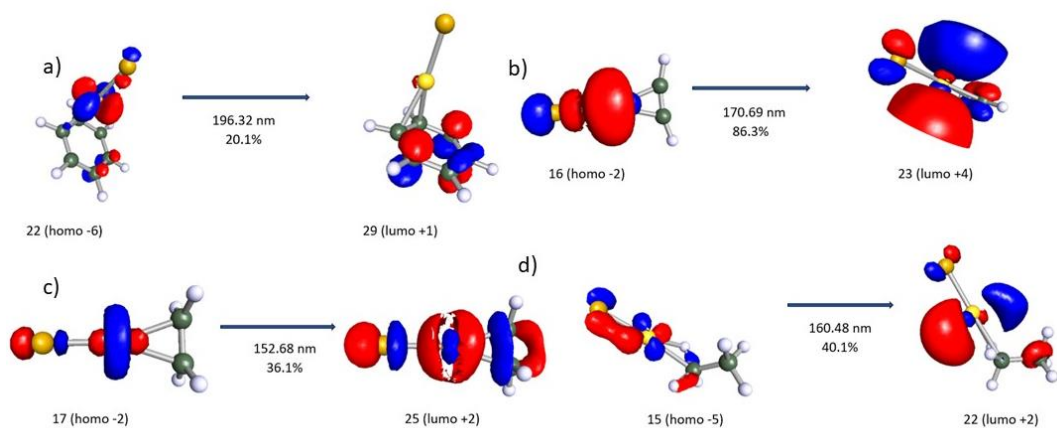 a)
196.32 nm
20.1%
22 (homo -6)
29 (lumo +1)
b)
170.69 nm
86.3%
16 (homo -2)
23 (lumo +4)
c)
152.68 nm
36.1%
17 (homo -2)
25 (lumo +2)
d)
160.48 nm
40.1%
15 (homo -5)
22 (lumo +2)